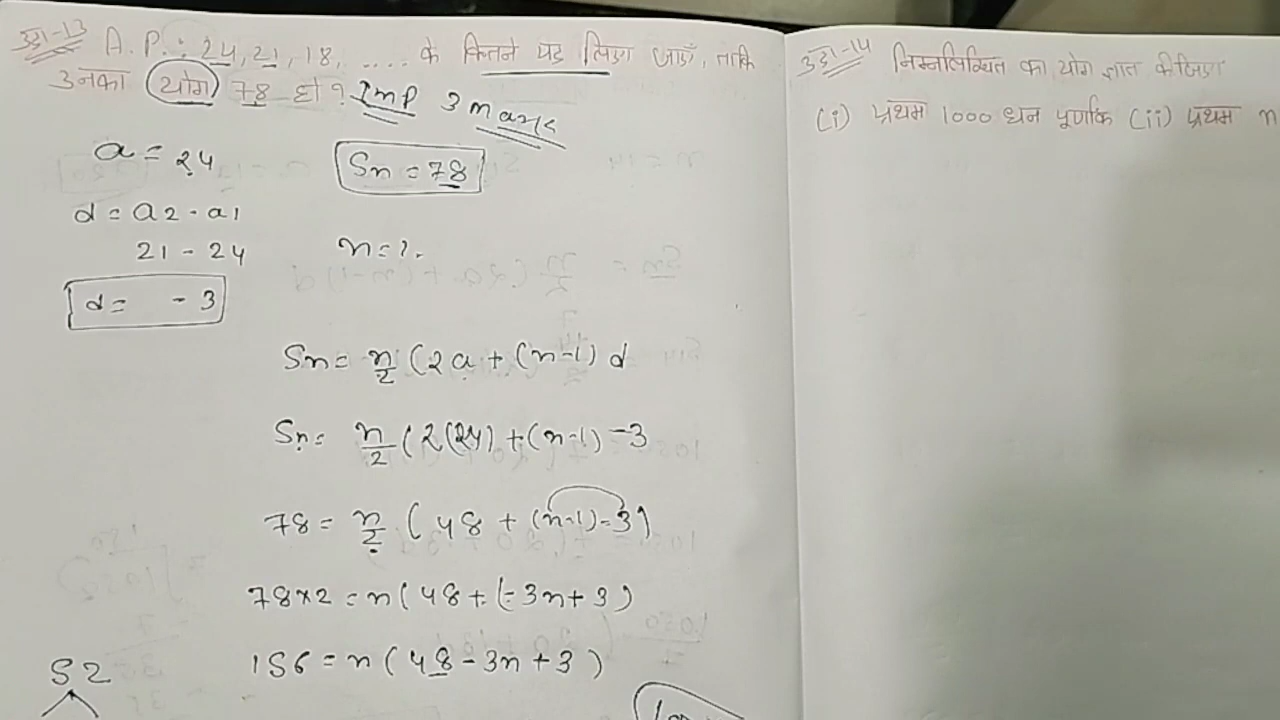 उदा-13 A.P.: 24, 21, 18, .... के कितने पद लिए जाएँ, ताकि
उनका योग 78 हो? Imp 3 marks
a = 24
Sn = 78
d = a2 - a1
21 - 24
n = ?.
d = - 3
Sn = n/2 (2a + (n-1) d
Sn = n/2 (2(24) + (n-1) -3
78 = n/2 ( 48 + (n-1) -3)
78×2 = n( 48 + (-3n + 3)
156 = n ( 48 - 3n + 3 )
52
उदा-14 निम्नलिखित का योग ज्ञात कीजिए
(i) प्रथम 1000 धन पूर्णांक (ii) प्रथम n